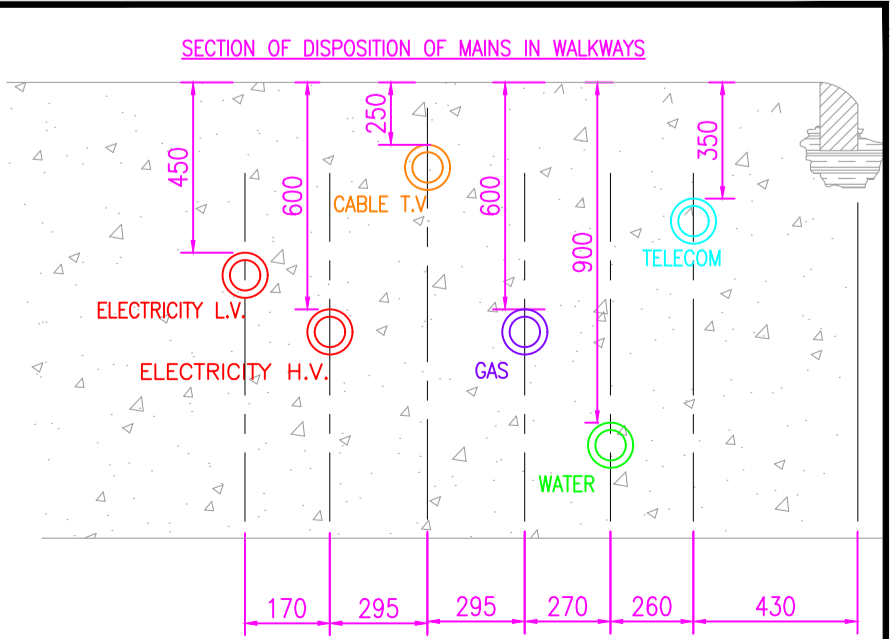 SECTION OF DISPOSITION OF MAINS IN WALKWAYS
450
600
250
600
900
350
CABLE T.V
TELECOM
ELECTRICITY L.V.
ELECTRICITY H.V.
GAS
WATER
170
295
295
270
260
430